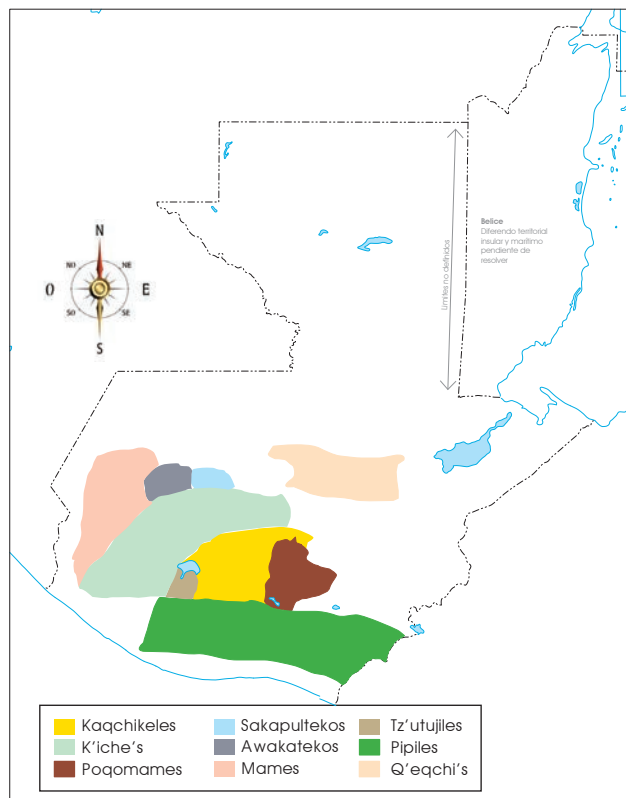 Belice
Diferendo territorial
insular y marítimo
pendiente de
resolver
Límites no definidos
N
NO NE
O E
SO SE
S
Kaqchikeles Sakapultekos Tz'utujiles
K'iche's Awakatekos Pipiles
Poqomames Mames Q'eqchi's